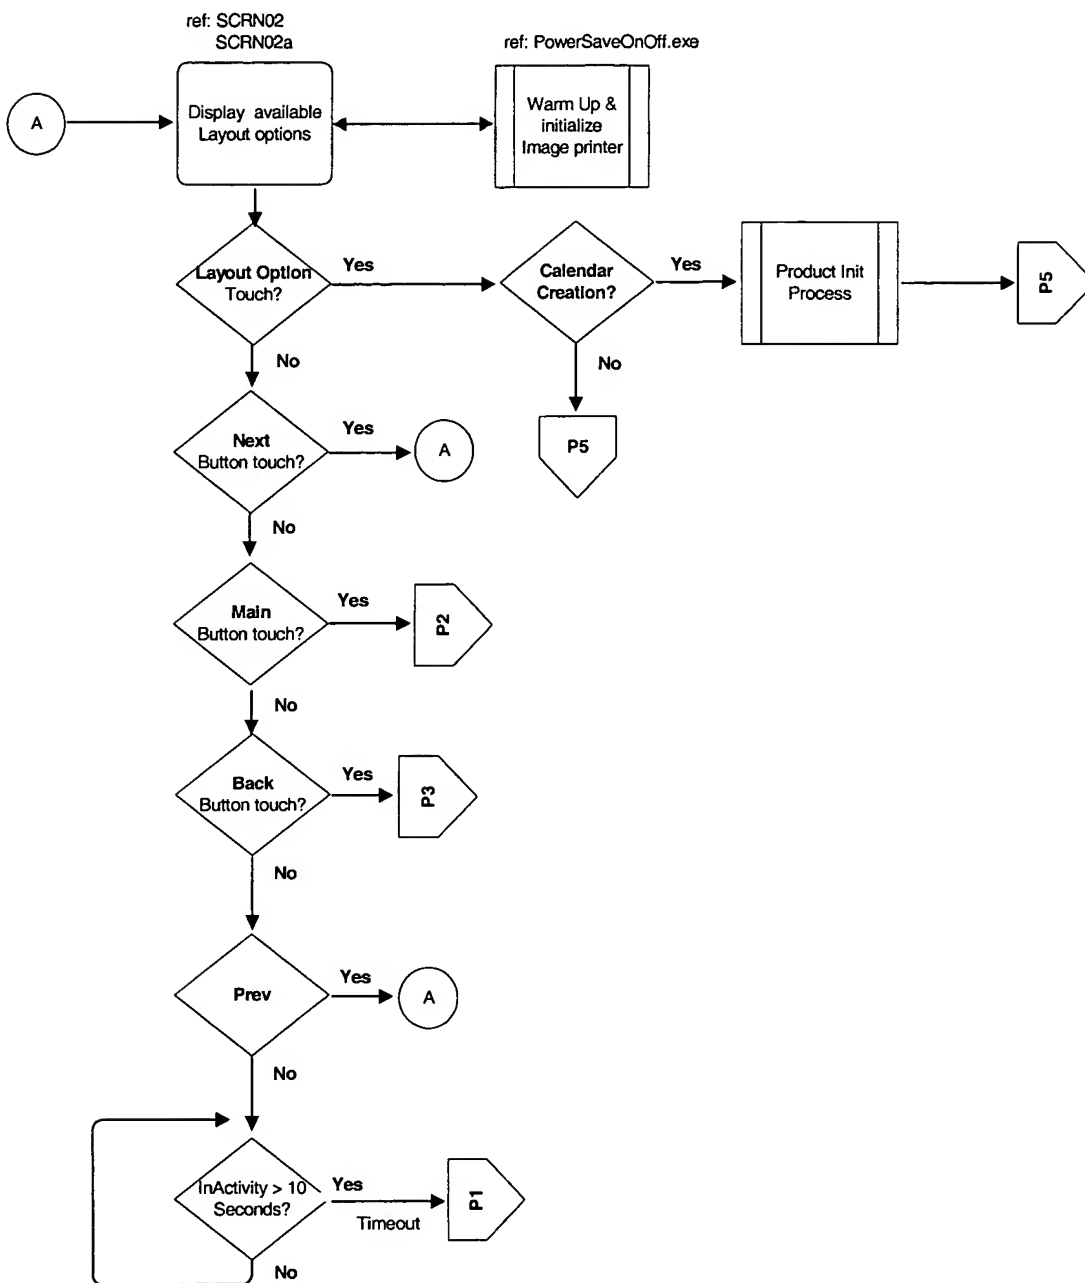 ref: SCRN02
SCRN02a
ref: PowerSaveOnOff.exe
A
Display available
Layout options
Warm Up &
initialize
Image printer
Layout Option
Touch?
Yes
Calendar
Creation?
Yes
Product Init
Process
P5
No
No
P5
Next
Button touch?
Yes
A
No
Main
Button touch?
Yes
P2
No
Back
Button touch?
Yes
P3
No
Prev
Yes
A
No
InActivity > 10
Seconds?
Yes
Timeout
P1
No